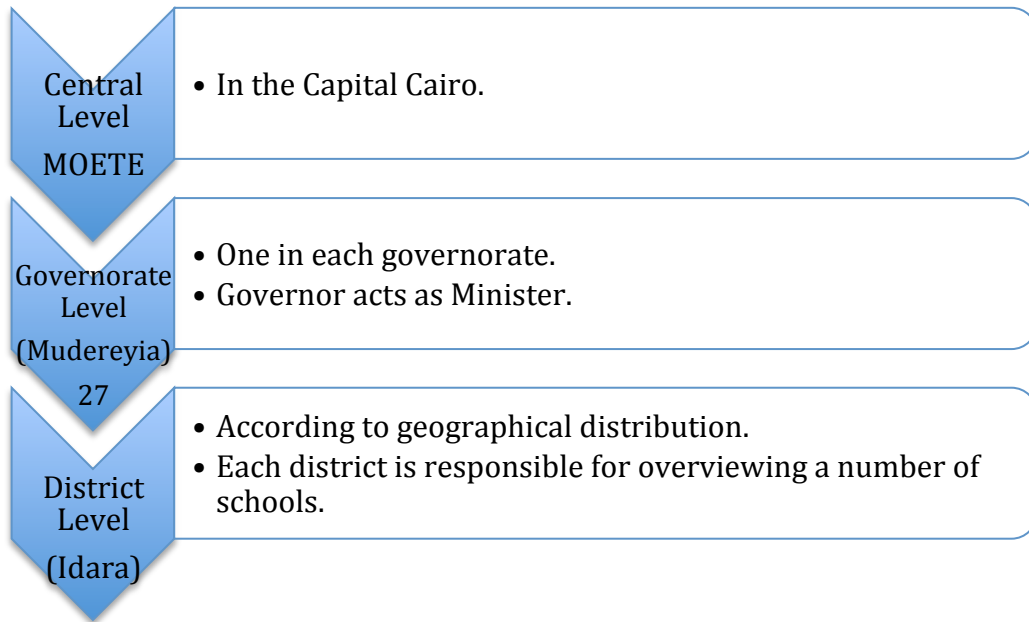 Central
Level
MOETE
• In the Capital Cairo.
Governorate
Level
(Mudereyia)
27
• One in each governorate.
• Governor acts as Minister.
District
Level
(Idara)
• According to geographical distribution.
• Each district is responsible for overviewing a number of
schools.